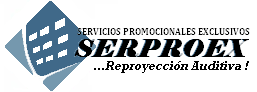 SERVICIOS PROMOCIONALES EXCLUSIVOS
SERPROEX
...Reproyección Auditiva !